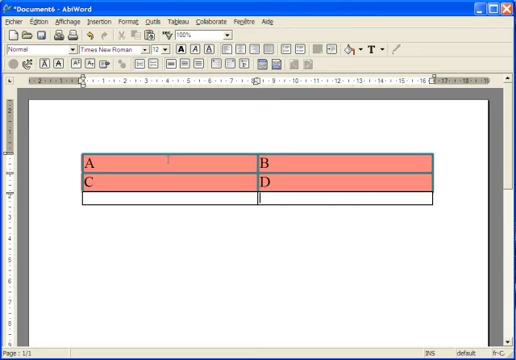 *Document6 - AbiWord
Fichier Edition Affichage Insertion Format Outils Tableau Collaborate Fenêtre Aide
100%
Normal Times New Roman 12
A B
C D
Page : 1/1 INS default fr-C